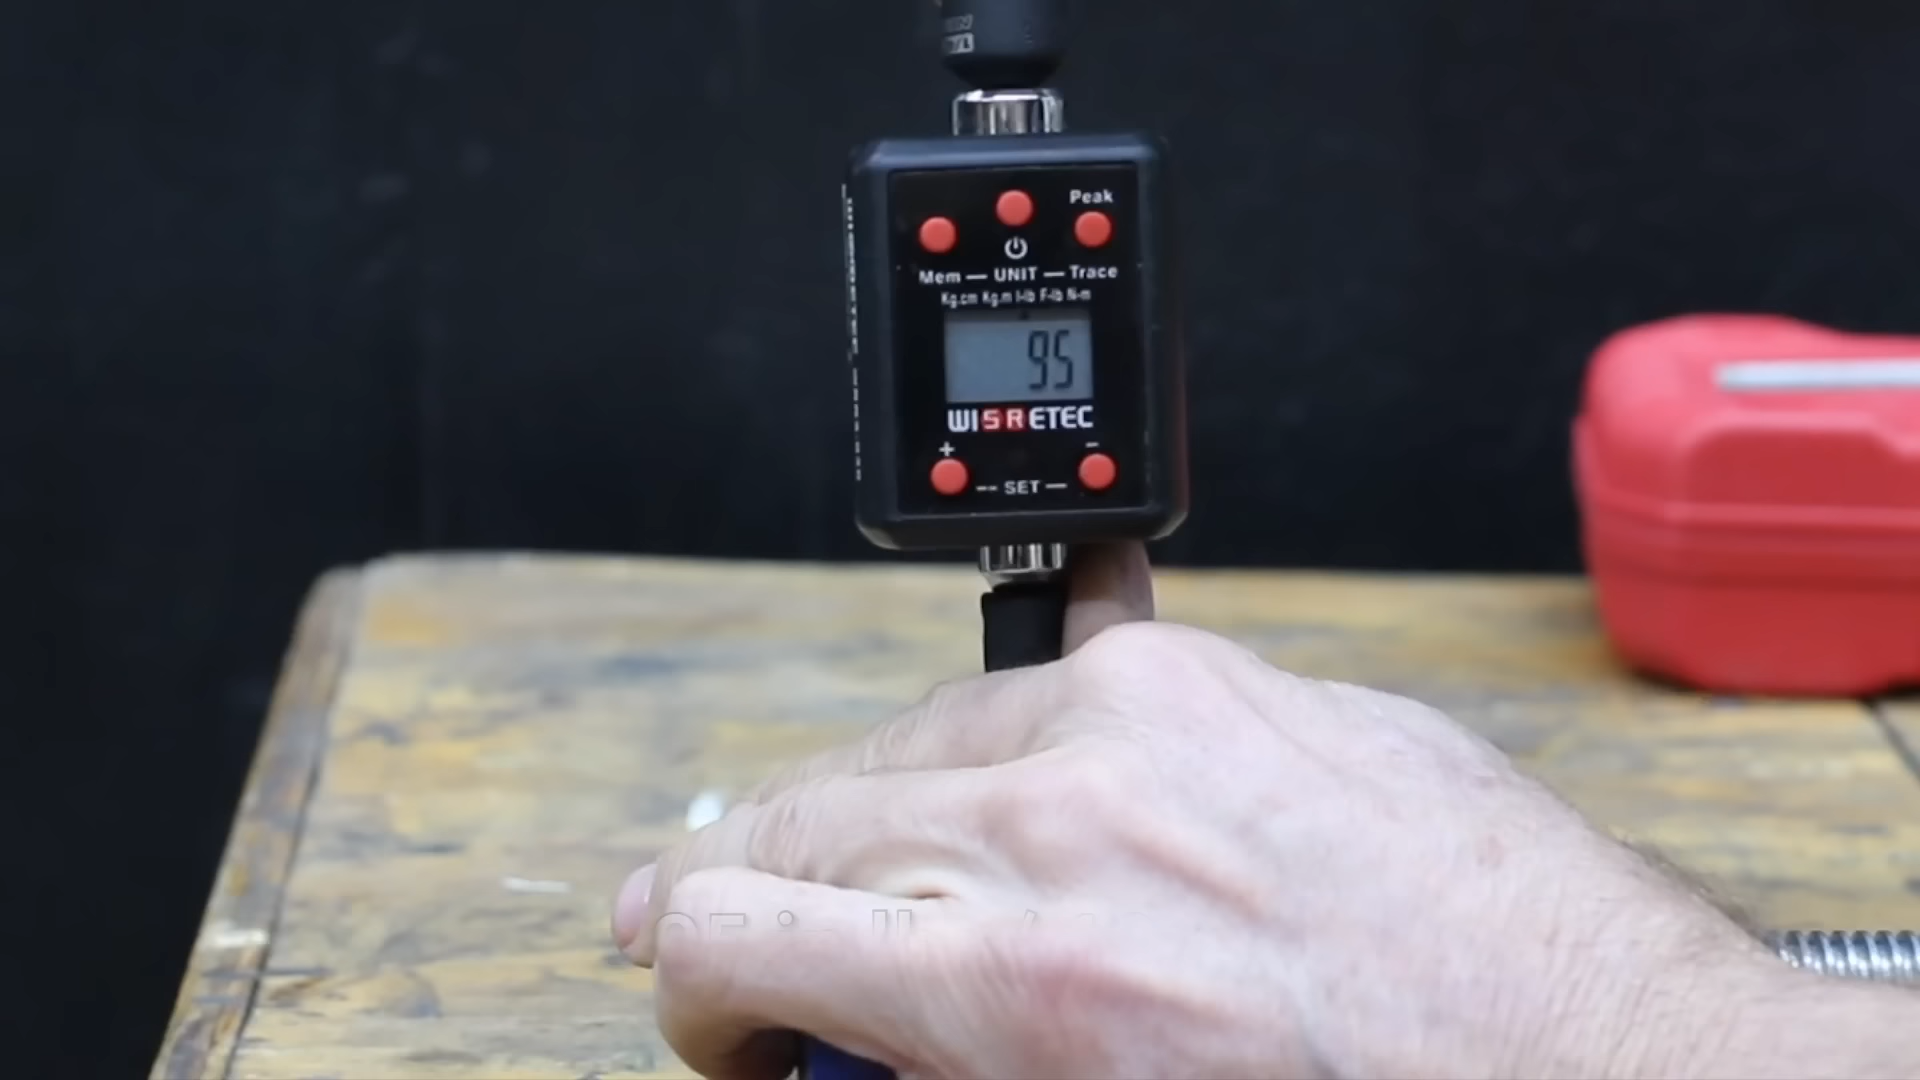 Peak
Mem — UNIT — Trace
Kg.cm Kg.m I-lb F-lb N-m
95
WISRETEC
+ −
-- SET —